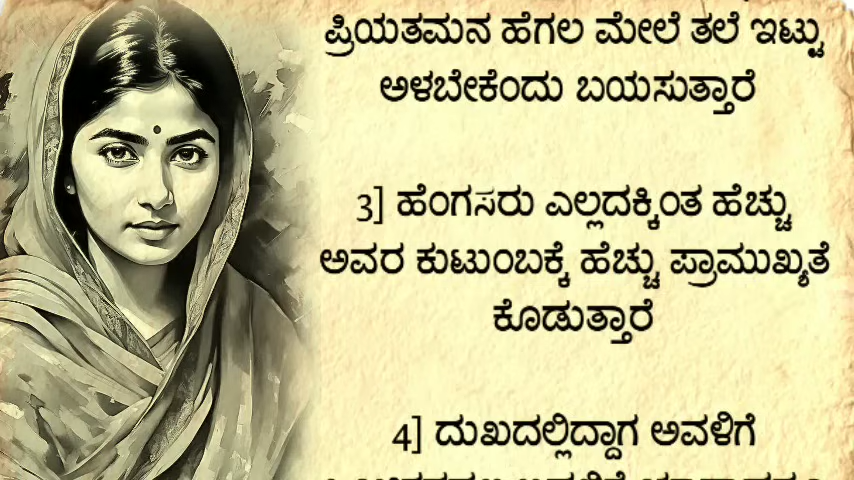 ಪ್ರಿಯತಮನ ಹೆಗಲ ಮೇಲೆ ತಲೆ ಇಟ್ಟು
ಅಳಬೇಕೆಂದು ಬಯಸುತ್ತಾರೆ
3] ಹೆಂಗಸರು ಎಲ್ಲದಕ್ಕಿಂತ ಹೆಚ್ಚು
ಅವರ ಕುಟುಂಬಕ್ಕೆ ಹೆಚ್ಚು ಪ್ರಾಮುಖ್ಯತೆ
ಕೊಡುತ್ತಾರೆ
4] ದುಖದಲ್ಲಿದ್ದಾಗ ಅವಳಿಗೆ